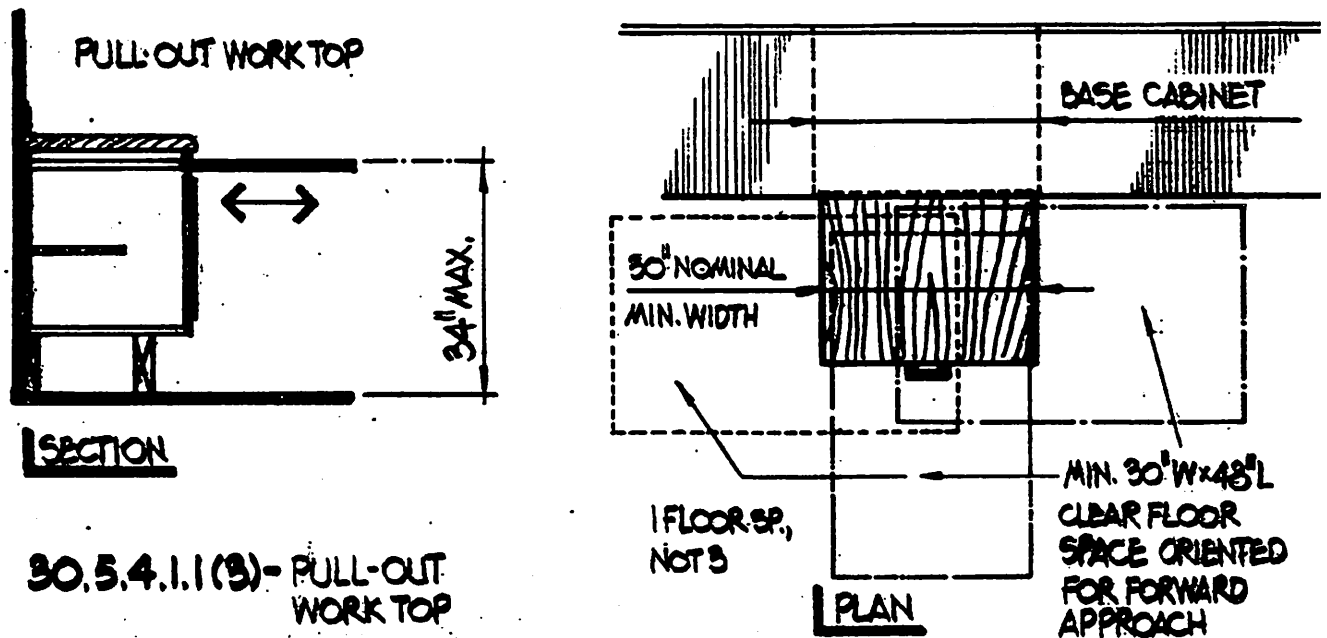 PULL-OUT WORK TOP
34" MAX.
SECTION
30.5.4.1.1(3)- PULL-OUT
WORK TOP
BASE CABINET
30" NOMINAL
MIN. WIDTH
1 FLOOR SP.,
NOT 3
MIN. 30"W×48"L
CLEAR FLOOR
SPACE ORIENTED
FOR FORWARD
APPROACH
PLAN